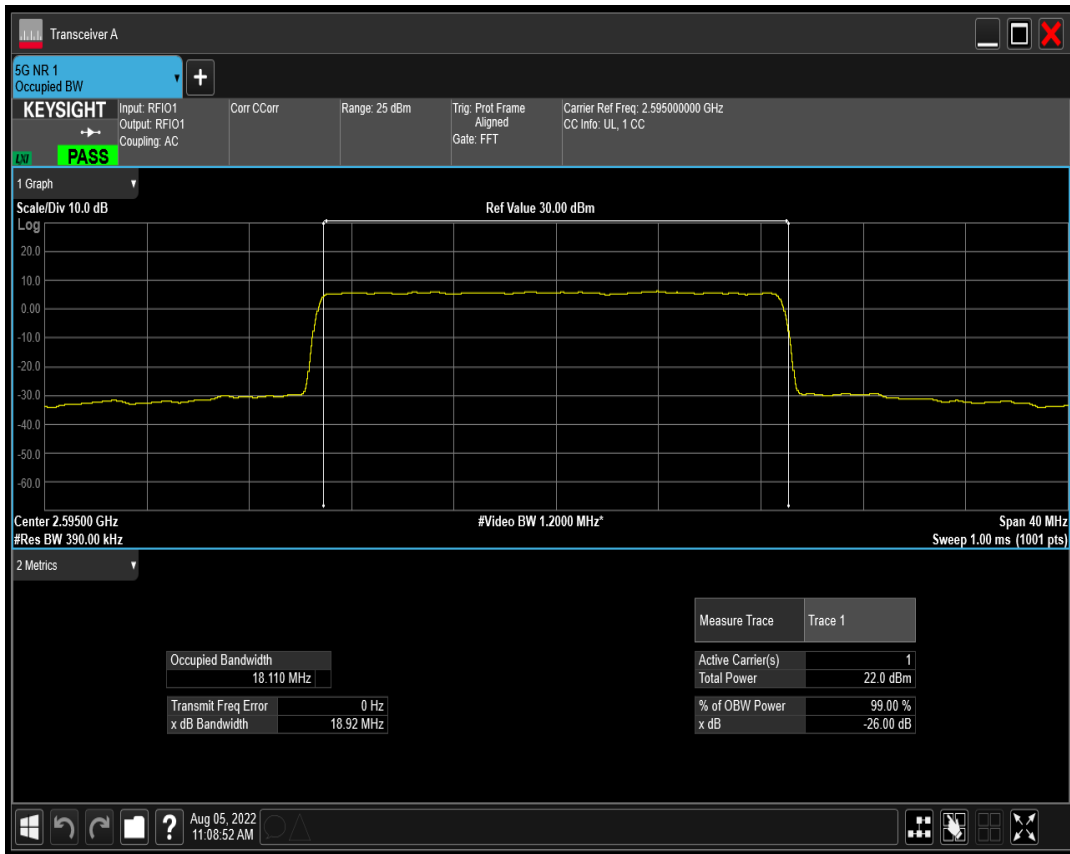 Transceiver A
5G NR 1
Occupied BW
+
KEYSIGHT
LXI PASS
Input: RFIO1
Output: RFIO1
Coupling: AC
Corr CCorr
Range: 25 dBm
Trig: Prot Frame
Aligned
Gate: FFT
Carrier Ref Freq: 2.595000000 GHz
CC Info: UL, 1 CC
1 Graph
Scale/Div 10.0 dB
Ref Value 30.00 dBm
Log
20.0
10.0
0.00
-10.0
-20.0
-30.0
-40.0
-50.0
-60.0
Center 2.59500 GHz
#Video BW 1.2000 MHz*
Span 40 MHz
#Res BW 390.00 kHz
Sweep 1.00 ms (1001 pts)
2 Metrics
Occupied Bandwidth
18.110 MHz
Transmit Freq Error 0 Hz
x dB Bandwidth 18.92 MHz
Measure Trace Trace 1
Active Carrier(s) 1
Total Power 22.0 dBm
% of OBW Power 99.00 %
x dB -26.00 dB
?
Aug 05, 2022
11:08:52 AM